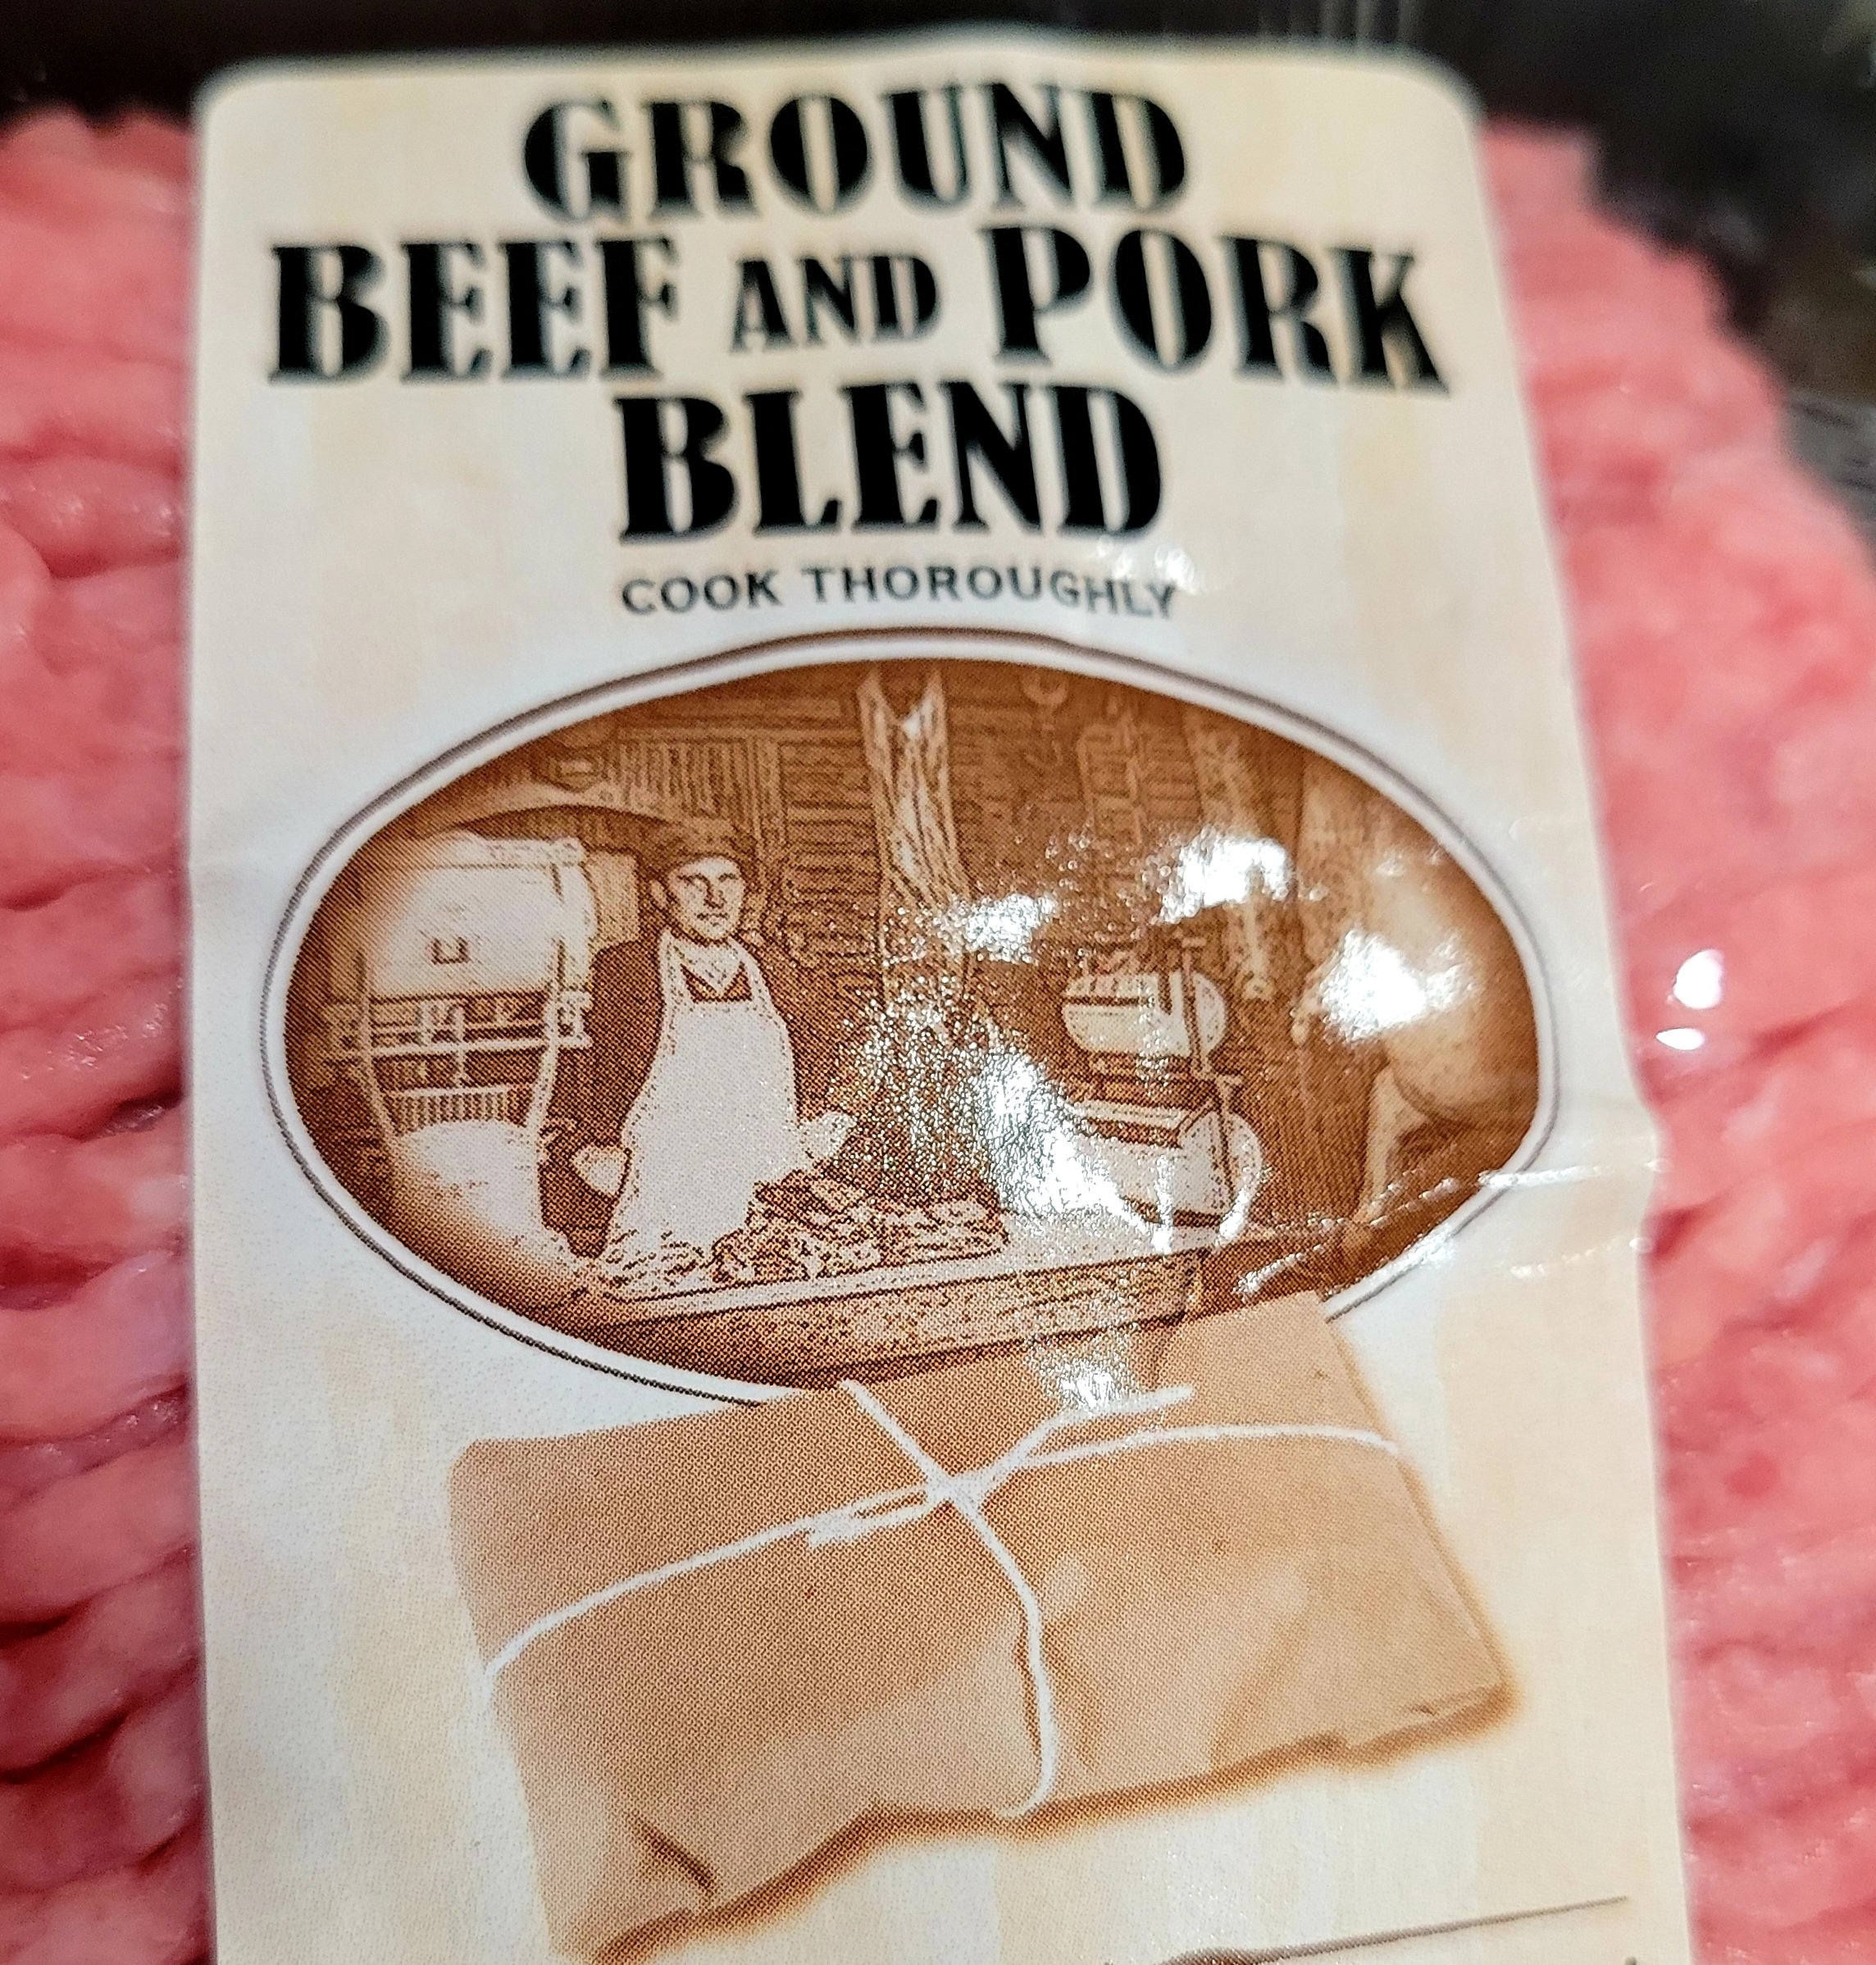 GROUND
BEEF AND PORK
BLEND
COOK THOROUGHLY